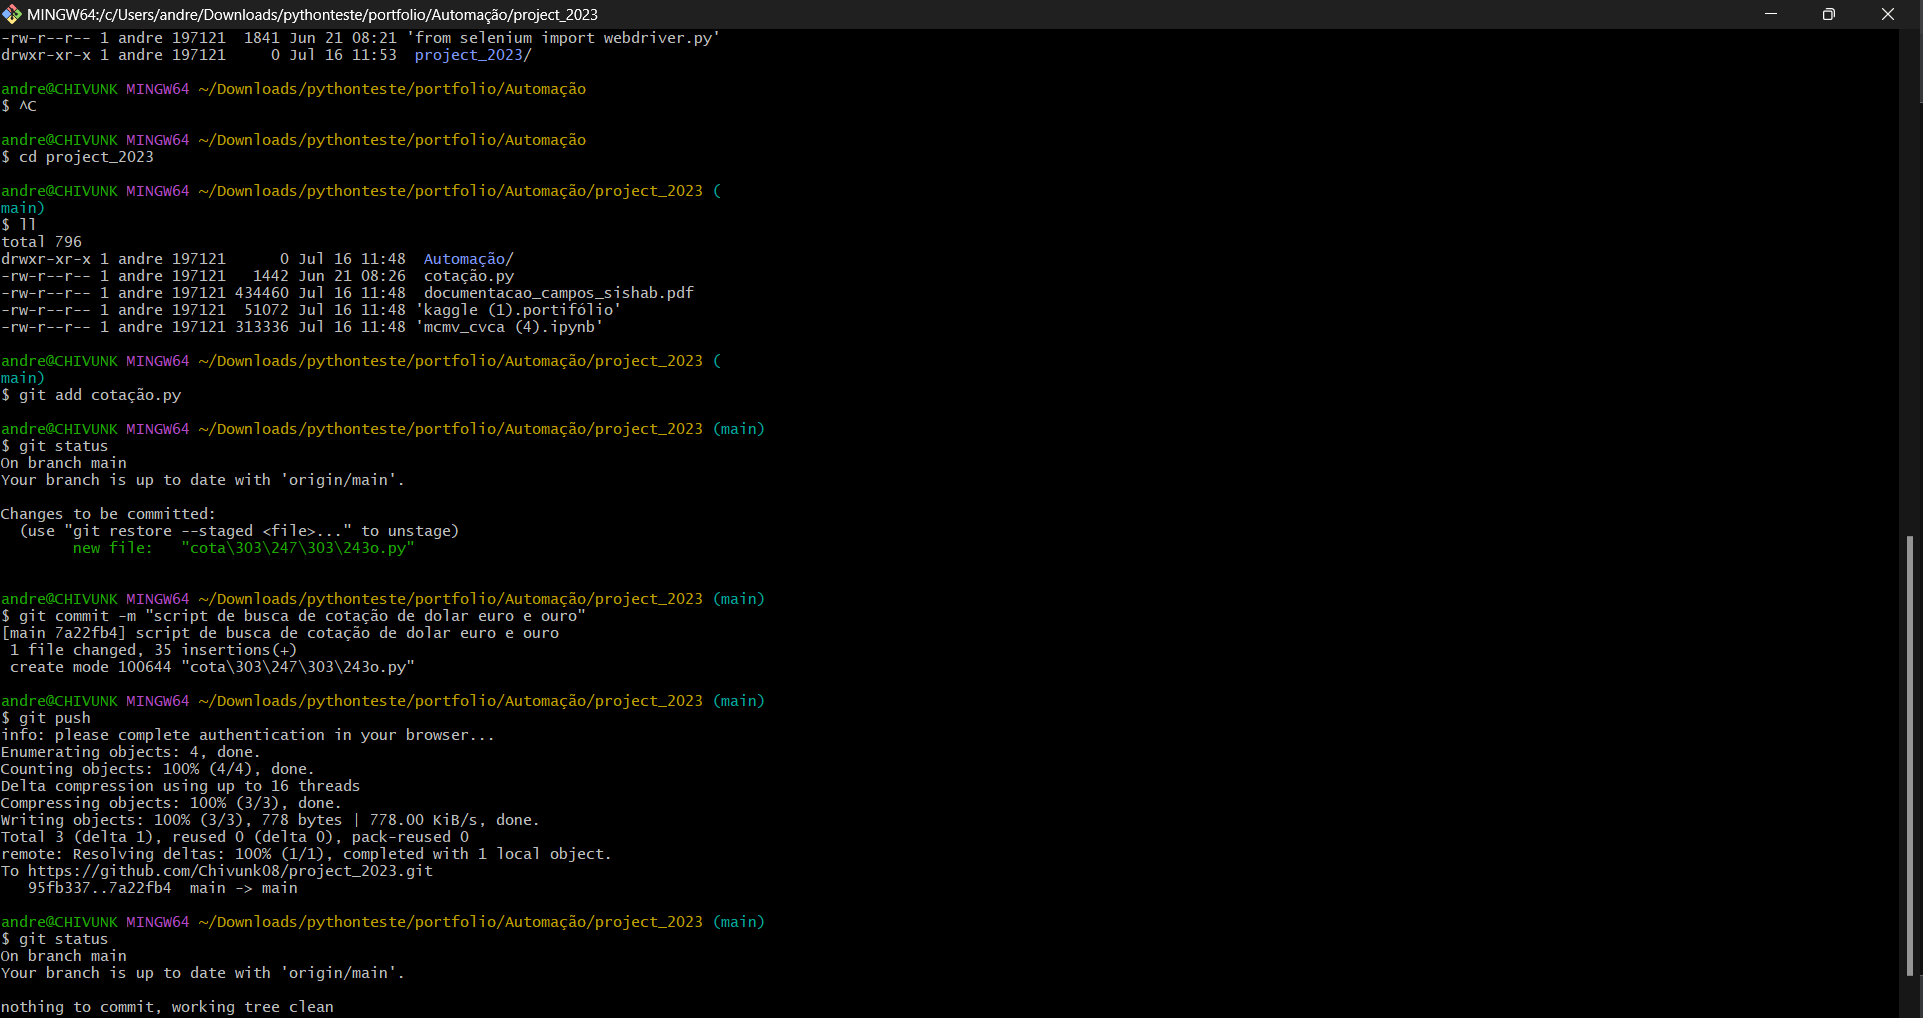 MINGW64:/c/Users/andre/Downloads/pythonteste/portfolio/Automação/project_2023
-rw-r--r-- 1 andre 197121  1841 Jun 21 08:21 'from selenium import webdriver.py'
drwxr-xr-x 1 andre 197121     0 Jul 16 11:53  project_2023/
andre@CHIVUNK MINGW64 ~/Downloads/pythonteste/portfolio/Automação
$ ^C
andre@CHIVUNK MINGW64 ~/Downloads/pythonteste/portfolio/Automação
$ cd project_2023
andre@CHIVUNK MINGW64 ~/Downloads/pythonteste/portfolio/Automação/project_2023 (
main)
$ ll
total 796
drwxr-xr-x 1 andre 197121      0 Jul 16 11:48  Automação/
-rw-r--r-- 1 andre 197121   1442 Jun 21 08:26  cotação.py
-rw-r--r-- 1 andre 197121 434460 Jul 16 11:48  documentacao_campos_sishab.pdf
-rw-r--r-- 1 andre 197121  51072 Jul 16 11:48 'kaggle (1).portifólio'
-rw-r--r-- 1 andre 197121 313336 Jul 16 11:48 'mcmv_cvca (4).ipynb'
andre@CHIVUNK MINGW64 ~/Downloads/pythonteste/portfolio/Automação/project_2023 (
main)
$ git add cotação.py
andre@CHIVUNK MINGW64 ~/Downloads/pythonteste/portfolio/Automação/project_2023 (main)
$ git status
On branch main
Your branch is up to date with 'origin/main'.
Changes to be committed:
  (use "git restore --staged <file>..." to unstage)
        new file:   "cota\303\247\303\243o.py"
andre@CHIVUNK MINGW64 ~/Downloads/pythonteste/portfolio/Automação/project_2023 (main)
$ git commit -m "script de busca de cotação de dolar euro e ouro"
[main 7a22fb4] script de busca de cotação de dolar euro e ouro
 1 file changed, 35 insertions(+)
 create mode 100644 "cota\303\247\303\243o.py"
andre@CHIVUNK MINGW64 ~/Downloads/pythonteste/portfolio/Automação/project_2023 (main)
$ git push
info: please complete authentication in your browser...
Enumerating objects: 4, done.
Counting objects: 100% (4/4), done.
Delta compression using up to 16 threads
Compressing objects: 100% (3/3), done.
Writing objects: 100% (3/3), 778 bytes | 778.00 KiB/s, done.
Total 3 (delta 1), reused 0 (delta 0), pack-reused 0
remote: Resolving deltas: 100% (1/1), completed with 1 local object.
To https://github.com/Chivunk08/project_2023.git
   95fb337..7a22fb4  main -> main
andre@CHIVUNK MINGW64 ~/Downloads/pythonteste/portfolio/Automação/project_2023 (main)
$ git status
On branch main
Your branch is up to date with 'origin/main'.
nothing to commit, working tree clean